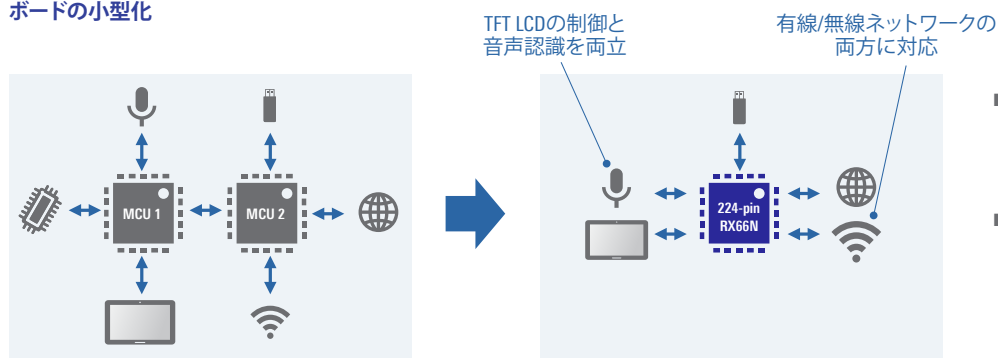 ボードの小型化
TFT LCDの制御と
音声認識を両立
有線/無線ネットワークの
両方に対応
MCU 1
MCU 2
224-pin
RX66N